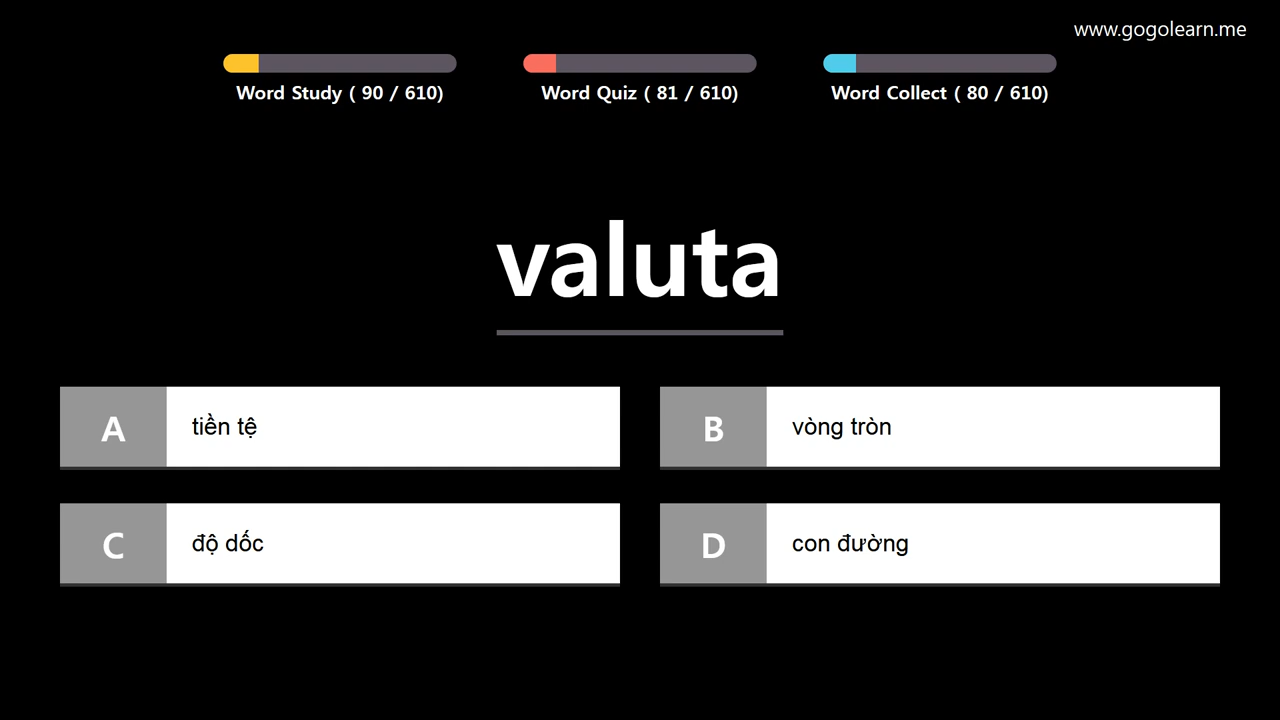 www.gogolearn.me
Word Study ( 90 / 610)
Word Quiz ( 81 / 610)
Word Collect ( 80 / 610)
valuta
A tiền tệ
B vòng tròn
C độ dốc
D con đường